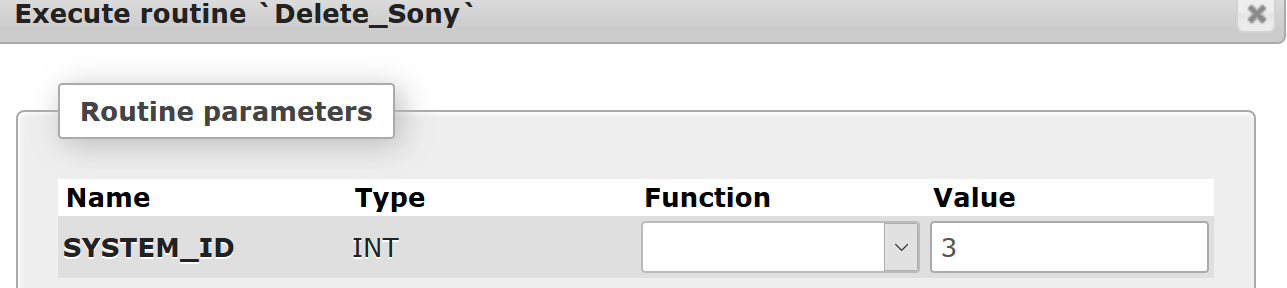 Execute routine `Delete_Sony`
Routine parameters
Name Type Function Value
SYSTEM_ID INT 3